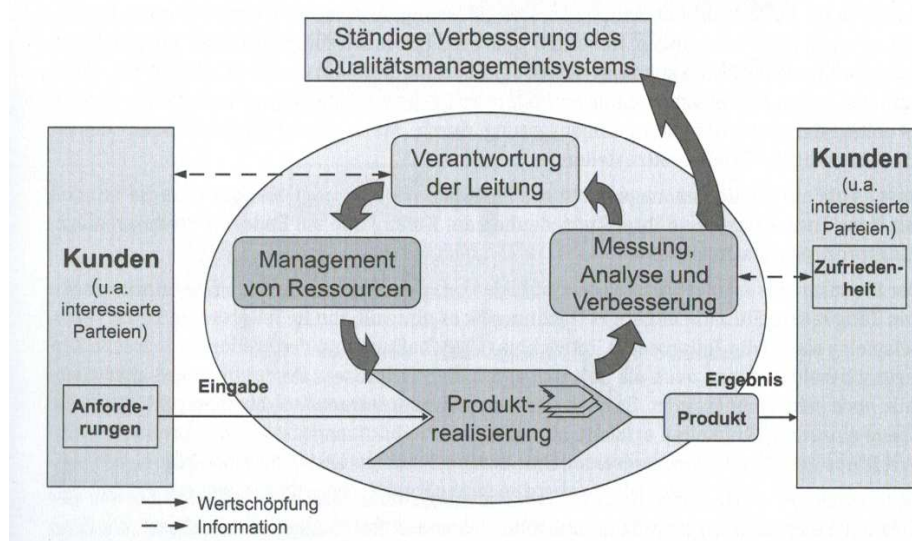 Ständige Verbesserung des
Qualitätsmanagementsystems
Kunden
(u.a.
interessierte
Parteien)
Anforde-
rungen
Eingabe
Verantwortung
der Leitung
Management
von Ressourcen
Messung,
Analyse und
Verbesserung
Produkt-
realisierung
Ergebnis
Produkt
Kunden
(u.a.
interessierte
Parteien)
Zufrieden-
heit
Wertschöpfung
Information